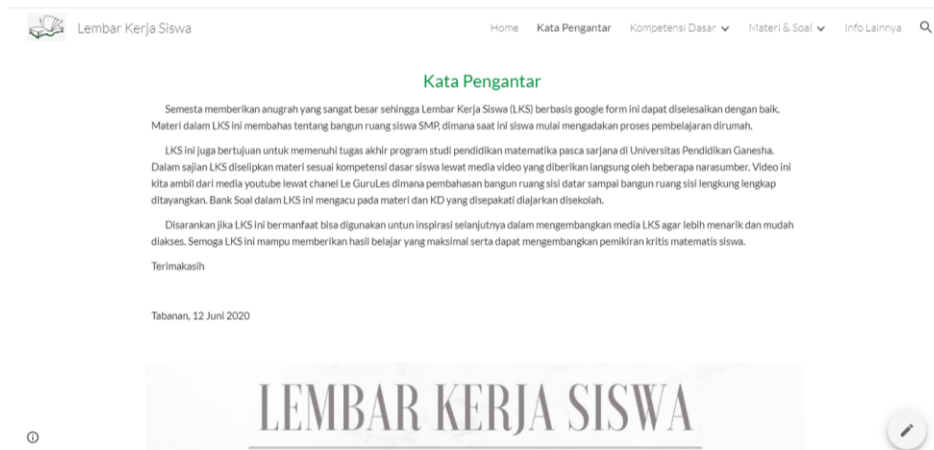 Lembar Kerja Siswa
Home Kata Pengantar Kompetensi Dasar Materi & Soal Info Lainnya
Kata Pengantar
Semesta memberikan anugrah yang sangat besar sehingga Lembar Kerja Siswa (LKS) berbasis google form ini dapat diselesaikan dengan baik.
Materi dalam LKS ini membahas tentang bangun ruang siswa SMP, dimana saat ini siswa mulai mengadakan proses pembelajaran dirumah.
LKS ini juga bertujuan untuk memenuhi tugas akhir program studi pendidikan matematika pasca sarjana di Universitas Pendidikan Ganesha.
Dalam sajian LKS diselipkan materi sesuai kompetensi dasar siswa lewat media video yang diberikan langsung oleh beberapa narasumber. Video ini
kita ambil dari media youtube lewat chanel Le GuruLes dimana pembahasan bangun ruang sisi datar sampai bangun ruang sisi lengkung lengkap
ditayangkan. Bank Soal dalam LKS ini mengacu pada materi dan KD yang disepakati diajarkan disekolah.
Disarankan jika LKS ini bermanfaat bisa digunakan untun inspirasi selanjutnya dalam mengembangkan media LKS agar lebih menarik dan mudah
diakses. Semoga LKS ini mampu memberikan hasil belajar yang maksimal serta dapat mengembangkan pemikiran kritis matematis siswa.
Terimakasih
Tabanan, 12 Juni 2020
LEMBAR KERJA SISWA